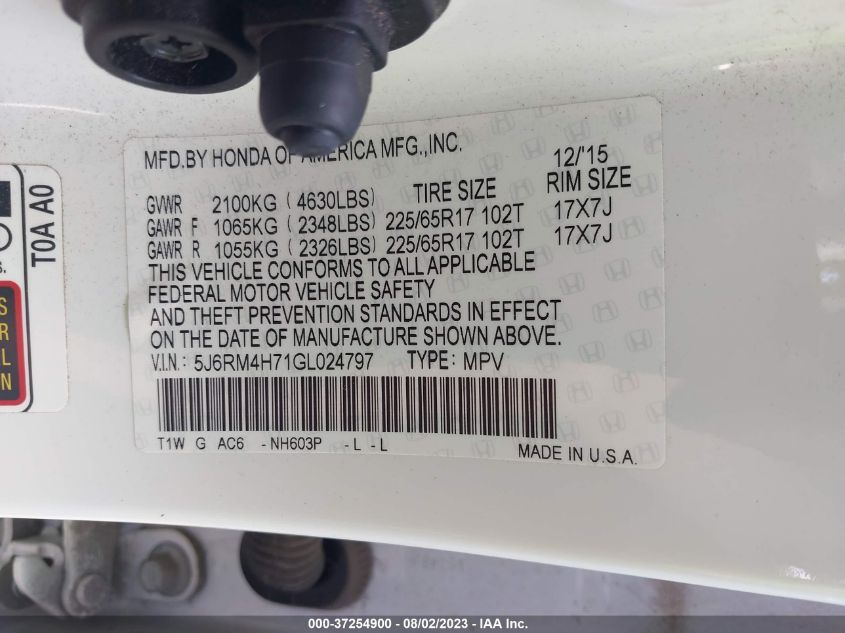 MFD.BY HONDA OF AMERICA MFG.,INC. 12/'15
GVWR 2100KG (4630LBS) TIRE SIZE RIM SIZE
GAWR F 1065KG (2348LBS) 225/65R17 102T 17X7J
GAWR R 1055KG (2326LBS) 225/65R17 102T 17X7J
THIS VEHICLE CONFORMS TO ALL APPLICABLE
FEDERAL MOTOR VEHICLE SAFETY
AND THEFT PREVENTION STANDARDS IN EFFECT
ON THE DATE OF MANUFACTURE SHOWN ABOVE.
V.I.N: 5J6RM4H71GL024797 TYPE: MPV
T1W G AC6 -NH603P -L -L
MADE IN U.S.A.
T0A A0
000-37254900 - 08/02/2023 - IAA Inc.